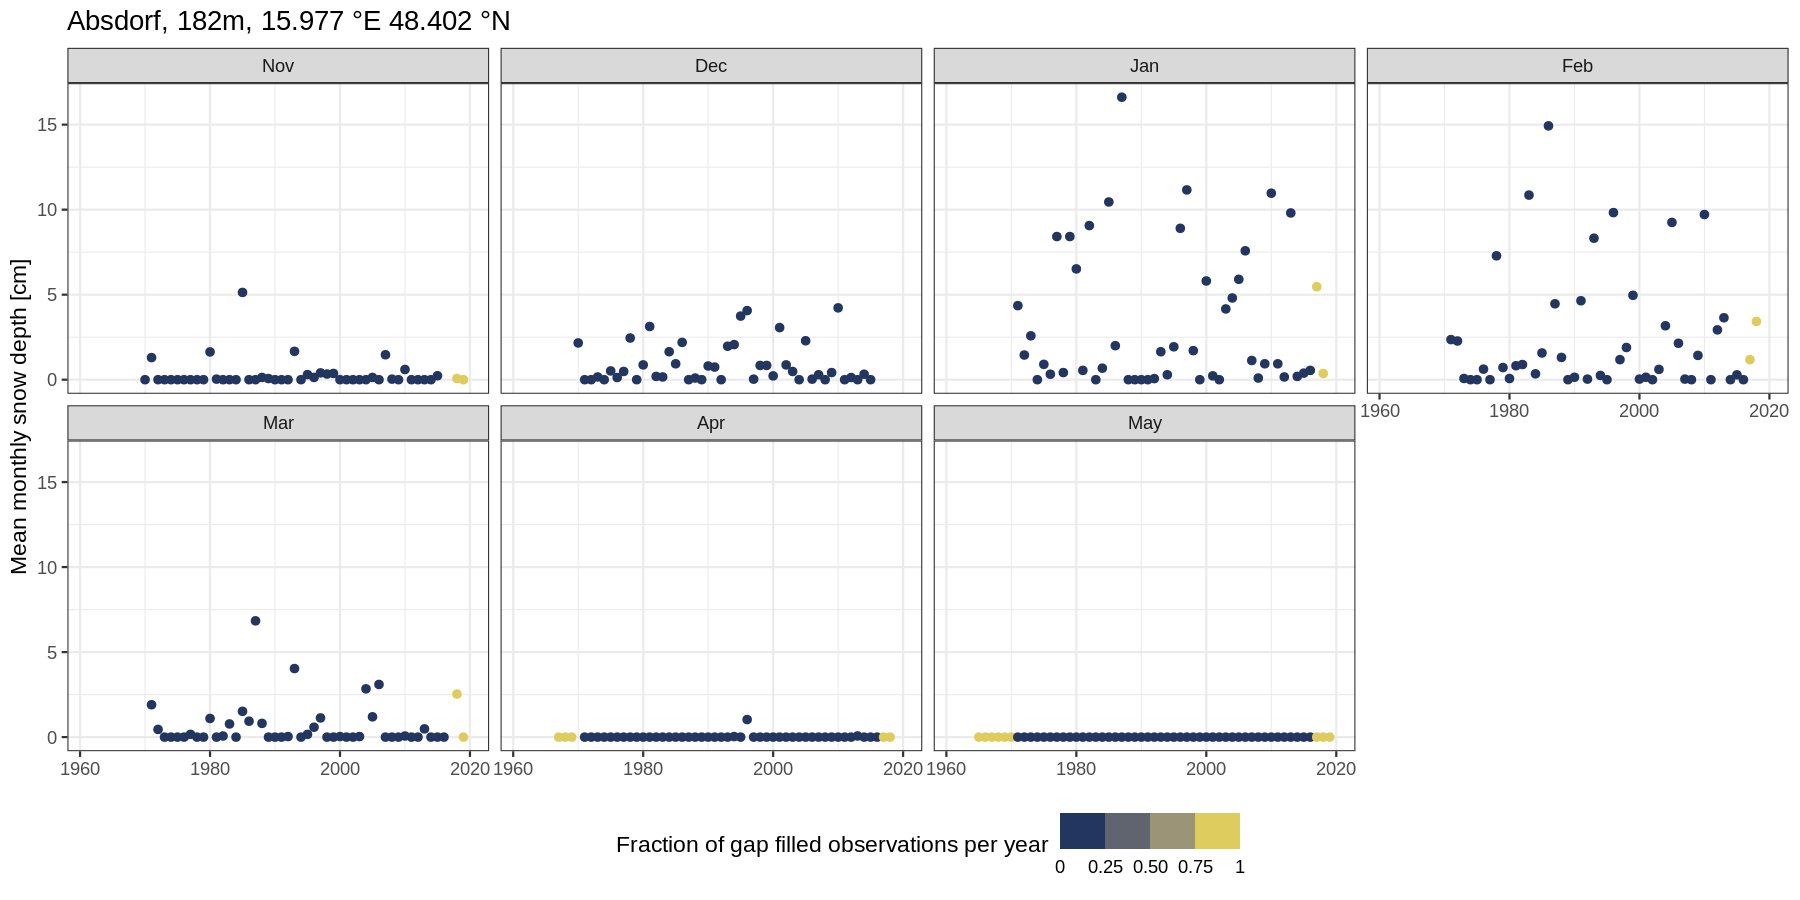 Absdorf, 182m, 15.977 °E 48.402 °N
Nov Dec Jan Feb
15
10
5
0
1960 1980 2000 2020
Mean monthly snow depth [cm]
Mar Apr May
15
10
5
0
1960 1980 2000 2020 1960 1980 2000 2020 1960 1980 2000 2020
Fraction of gap filled observations per year
0 0.25 0.50 0.75 1